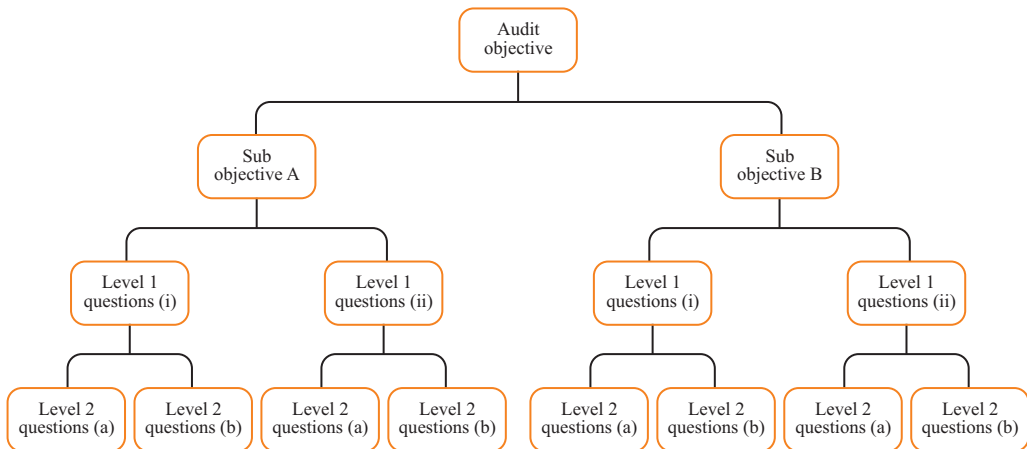 Audit
objective
Sub
objective A
Sub
objective B
Level 1
questions (i)
Level 1
questions (ii)
Level 1
questions (i)
Level 1
questions (ii)
Level 2
questions (a)
Level 2
questions (b)
Level 2
questions (a)
Level 2
questions (b)
Level 2
questions (a)
Level 2
questions (b)
Level 2
questions (a)
Level 2
questions (b)